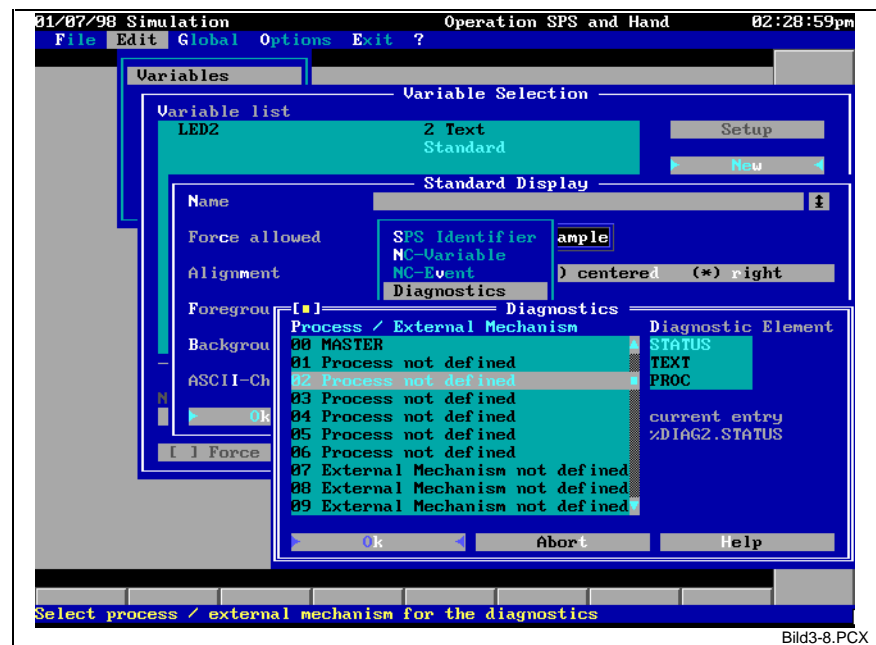 01/07/98 Simulation Operation SPS and Hand 02:28:59pm
File Edit Global Options Exit ?
Variables
Variable Selection
Variable list
LED2 2 Text Setup
Standard
New
Standard Display
Name
Force allowed SPS Identifier ample
NC-Variable
Alignment NC-Event ) centered (*) right
Diagnostics
Foregrou [■] Diagnostics
Process / External Mechanism Diagnostic Element
00 MASTER STATUS
Backgrou 01 Process not defined TEXT
ASCII-Ch 02 Process not defined PROC
N 03 Process not defined
Ok 04 Process not defined current entry
05 Process not defined %DIAG2.STATUS
[ ] Force 06 Process not defined
07 External Mechanism not defined
08 External Mechanism not defined
09 External Mechanism not defined
Ok Abort Help
Select process / external mechanism for the diagnostics
Bild3-8.PCX